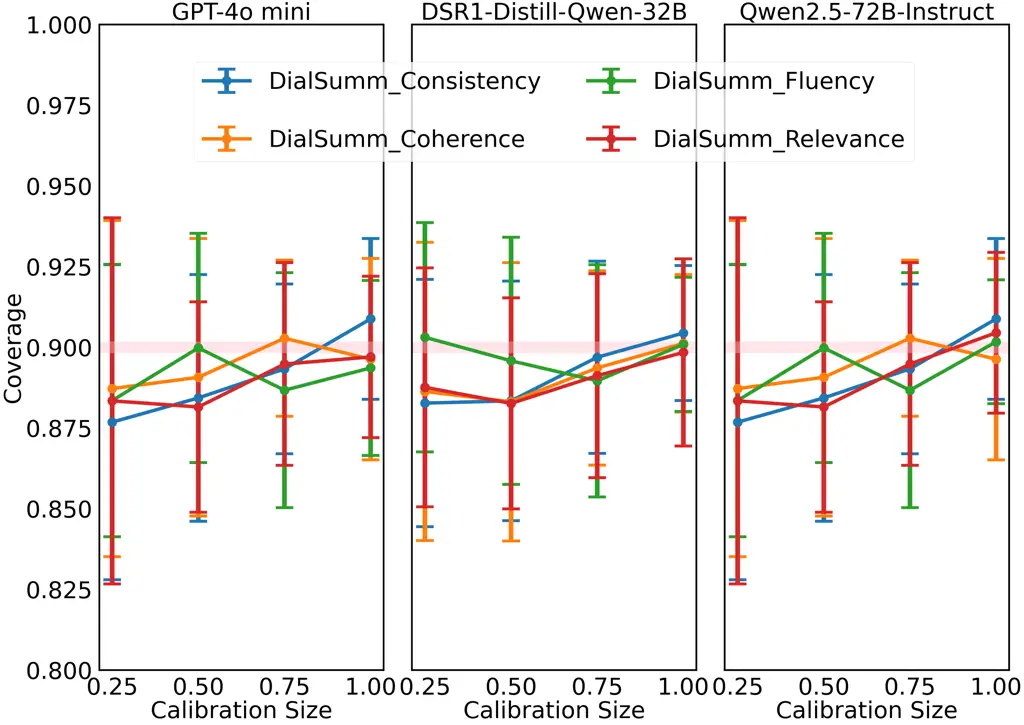 GPT-4o mini
DSR1-Distill-Qwen-32B
Qwen2.5-72B-Instruct
DialSumm_Consistency
DialSumm_Fluency
DialSumm_Coherence
DialSumm_Relevance
Coverage
1.000
0.975
0.950
0.925
0.900
0.875
0.850
0.825
0.800
0.25 0.50 0.75 1.00
0.25 0.50 0.75 1.00
0.25 0.50 0.75 1.00
Calibration Size
Calibration Size
Calibration Size